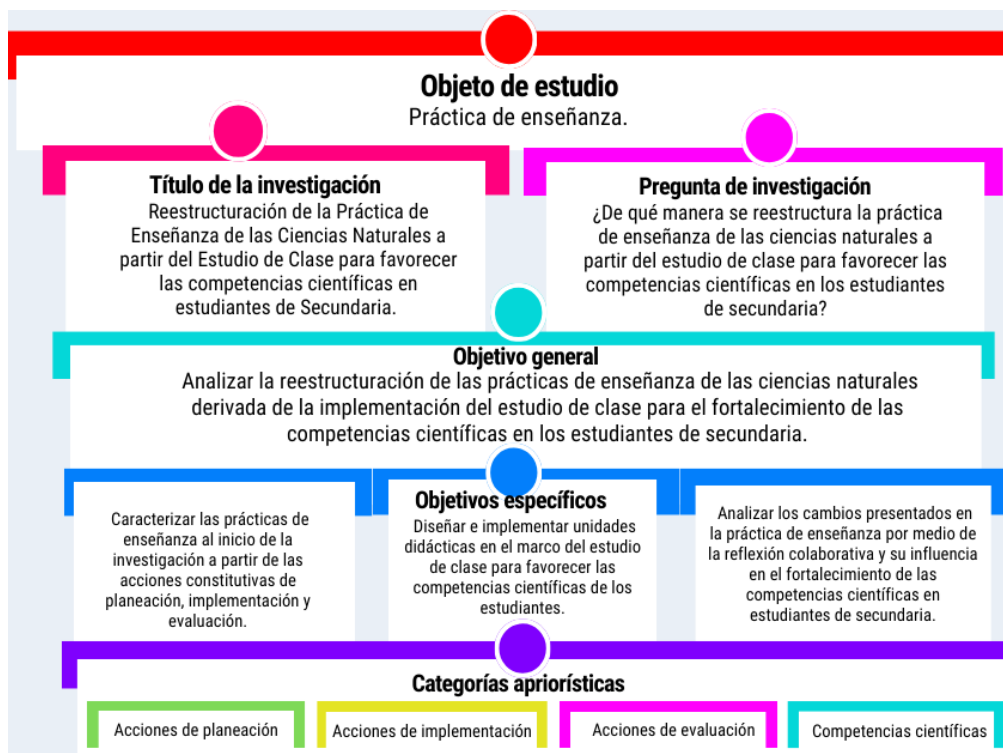 Objeto de estudio
Práctica de enseñanza.
Título de la investigación
Reestructuración de la Práctica de
Enseñanza de las Ciencias Naturales a
partir del Estudio de Clase para favorecer
las competencias científicas en
estudiantes de Secundaria.
Pregunta de investigación
¿De qué manera se reestructura la práctica
de enseñanza de las ciencias naturales a
partir del estudio de clase para favorecer las
competencias científicas en los estudiantes
de secundaria?
Objetivo general
Analizar la reestructuración de las prácticas de enseñanza de las ciencias naturales
derivada de la implementación del estudio de clase para el fortalecimiento de las
competencias científicas en los estudiantes de secundaria.
Objetivos específicos
Caracterizar las prácticas de
enseñanza al inicio de la
investigación a partir de las
acciones constitutivas de
planeación, implementación y
evaluación.
Diseñar e implementar unidades
didácticas en el marco del estudio
de clase para favorecer las
competencias científicas de los
estudiantes.
Analizar los cambios presentados en
la práctica de enseñanza por medio de
la reflexión colaborativa y su influencia
en el fortalecimiento de las
competencias científicas en
estudiantes de secundaria.
Categorías apriorísticas
Acciones de planeación
Acciones de implementación
Acciones de evaluación
Competencias científicas